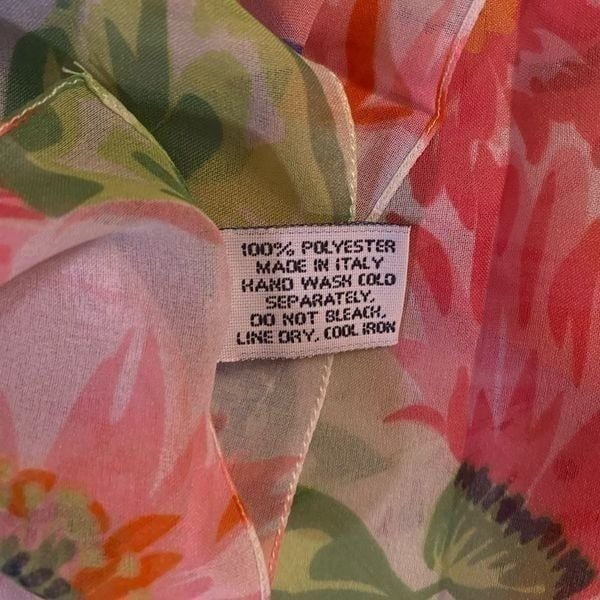 100% POLYESTER
MADE IN ITALY
HAND WASH COLD
SEPARATELY,
DO NOT BLEACH,
LINE DRY, COOL IRON